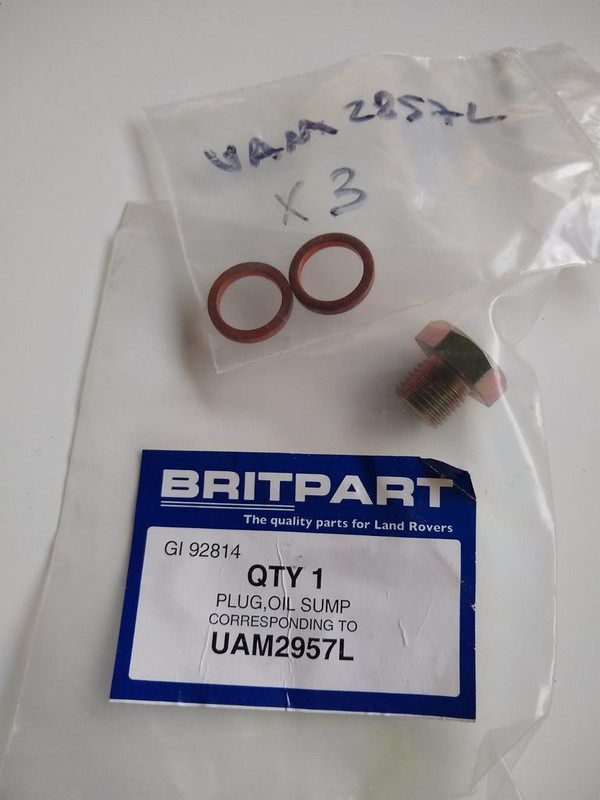 UAM 2857L
X 3
BRITPART
The quality parts for Land Rovers
GI 92814
QTY 1
PLUG,OIL SUMP
CORRESPONDING TO
UAM2957L